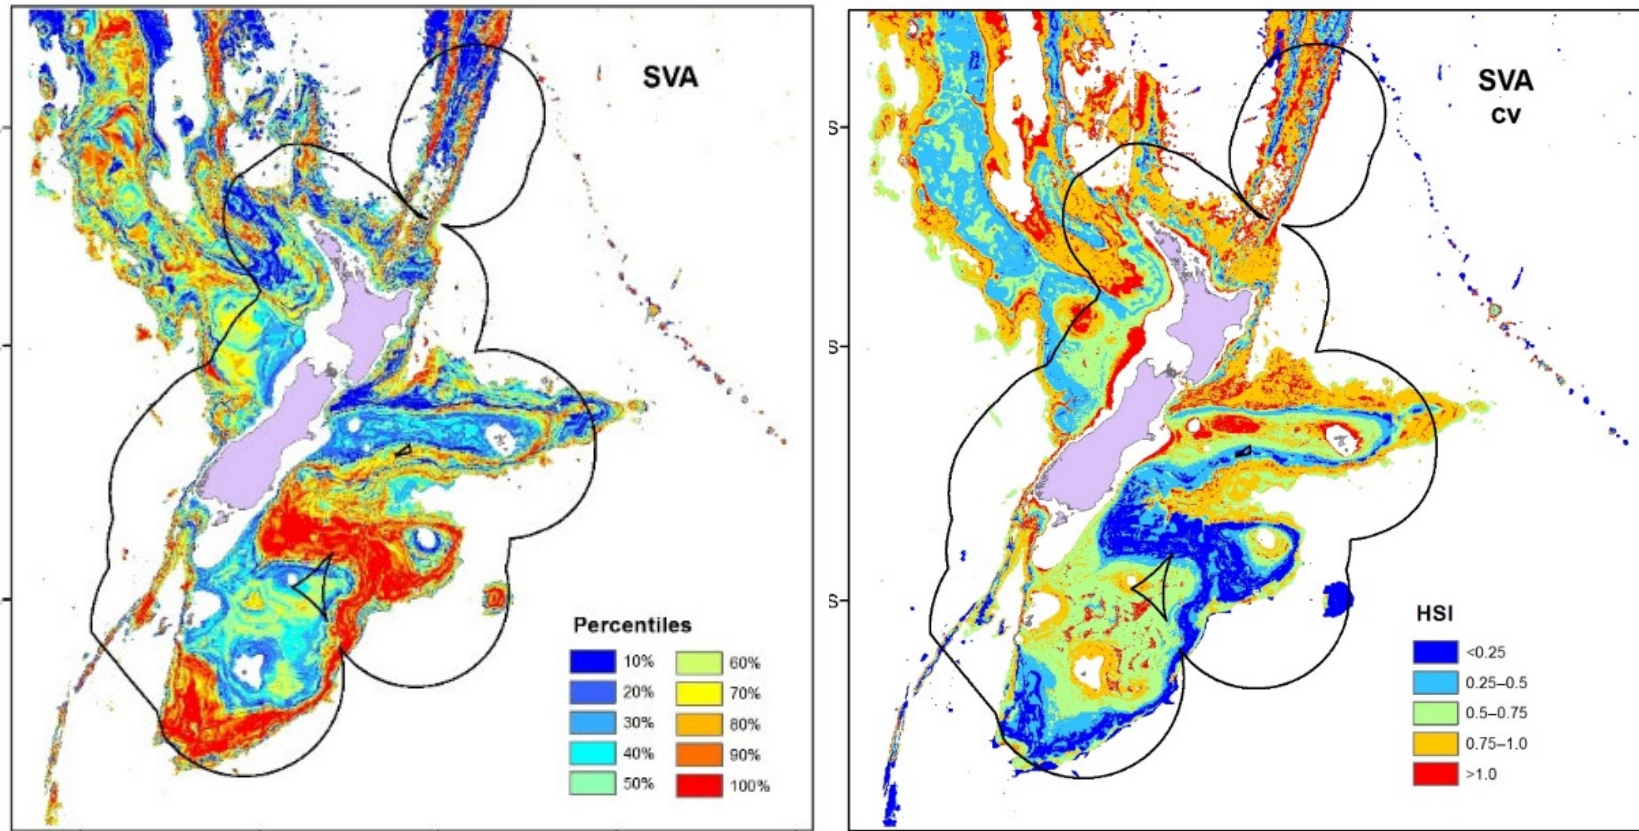 SVA
Percentiles
10% 60%
20% 70%
30% 80%
40% 90%
50% 100%
SVA
cv
S
S
S
HSI
<0.25
0.25–0.5
0.5–0.75
0.75–1.0
>1.0